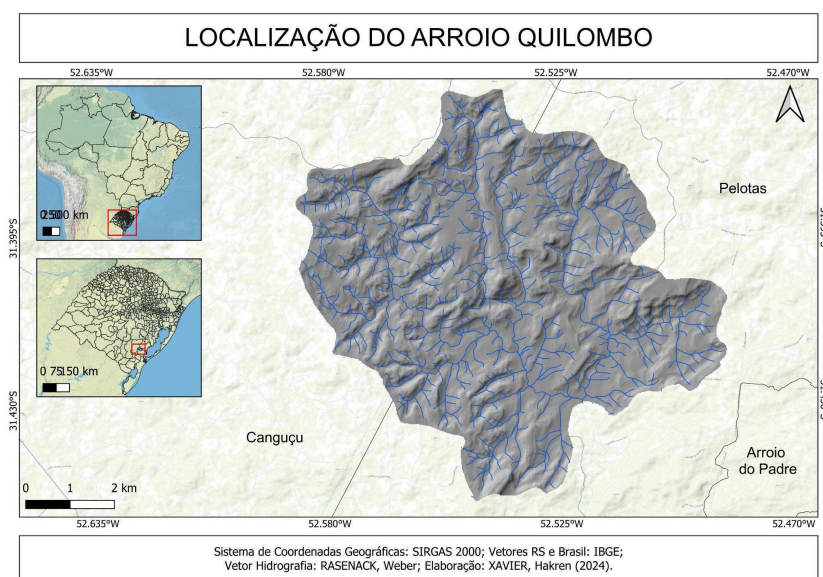 LOCALIZAÇÃO DO ARROIO QUILOMBO
52.635°W 52.580°W 52.525°W 52.470°W
Pelotas
31.395°S
km
0 75 150 km
31.430°S
Canguçu
Arroio
do Padre
0 1 2 km
52.635°W 52.580°W 52.525°W 52.470°W
Sistema de Coordenadas Geográficas: SIRGAS 2000; Vetores RS e Brasil: IBGE;
Vetor Hidrografia: RASENACK, Weber; Elaboração: XAVIER, Hakren (2024).